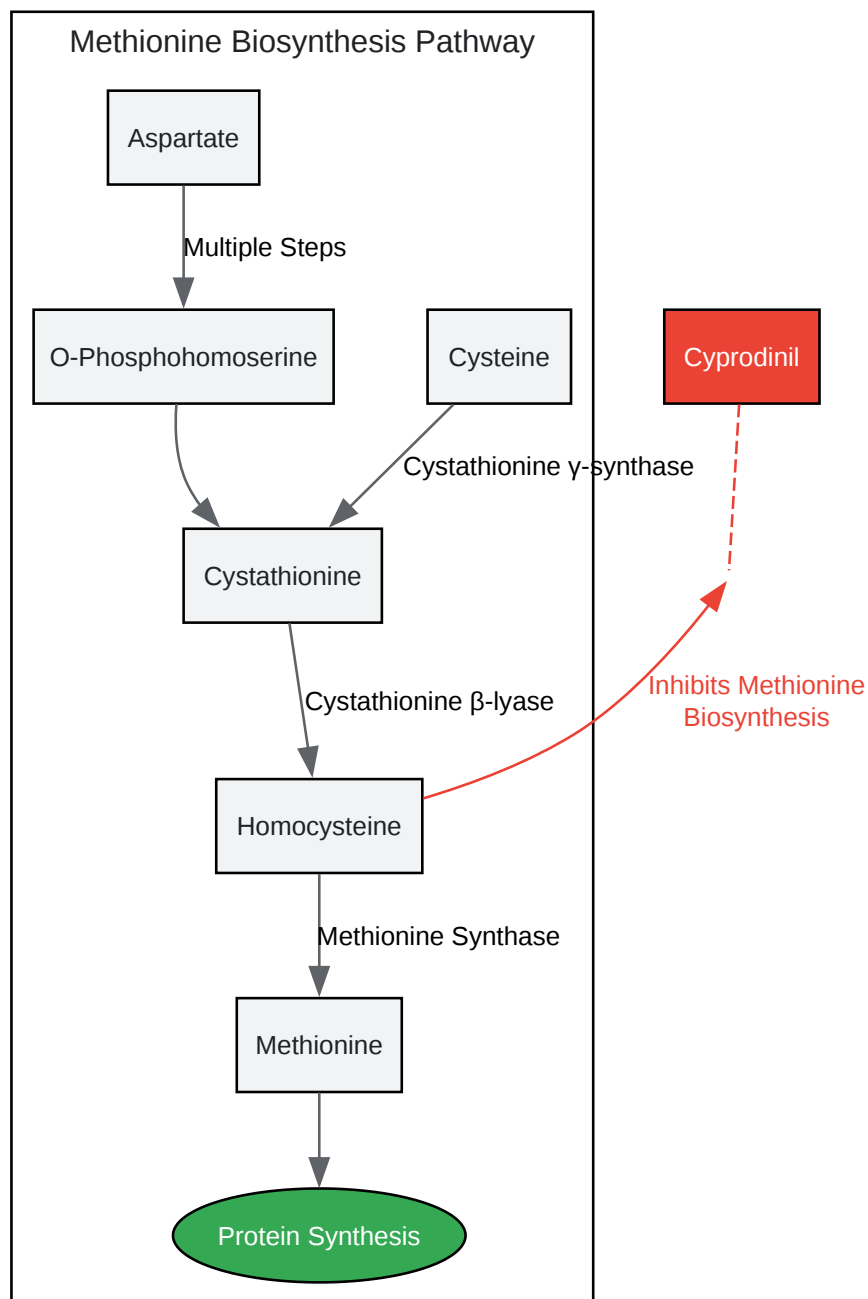 Methionine Biosynthesis Pathway
Aspartate
Multiple Steps
O-Phosphohomoserine
Cysteine
Cyprodinil
Cystathionine γ-synthase
Cystathionine
Inhibits Methionine
Biosynthesis
Cystathionine β-lyase
Homocysteine
Methionine Synthase
Methionine
Protein Synthesis